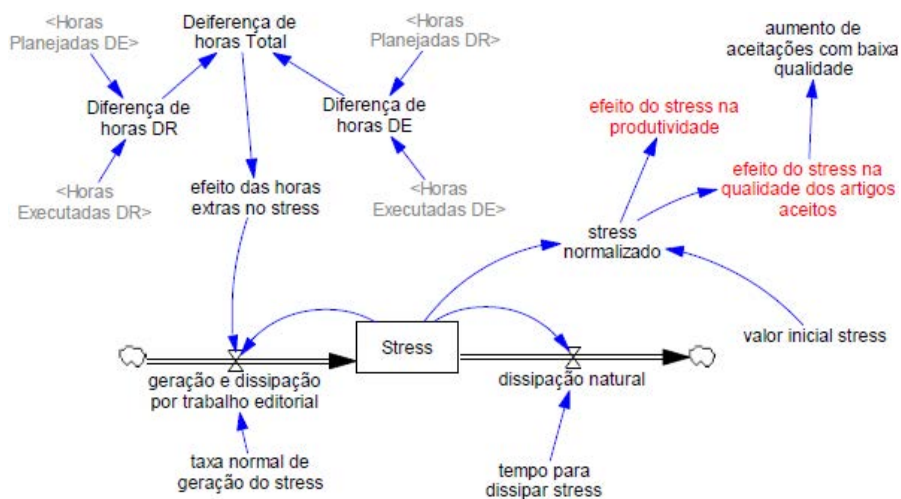 <Horas
Planejadas DE>
Deiferença de
horas Total
<Horas
Planejadas DR>
aumento de
aceitações com baixa
qualidade
Diferença de
horas DR
Diferença de
horas DE
efeito do stress na
produtividade
<Horas
Executadas DR>
efeito das horas
extras no stress
<Horas
Executadas DE>
efeito do stress na
qualidade dos artigos
aceitos
stress
normalizado
Stress
valor inicial stress
geração e dissipação
por trabalho editorial
dissipação natural
taxa normal de
geração do stress
tempo para
dissipar stress